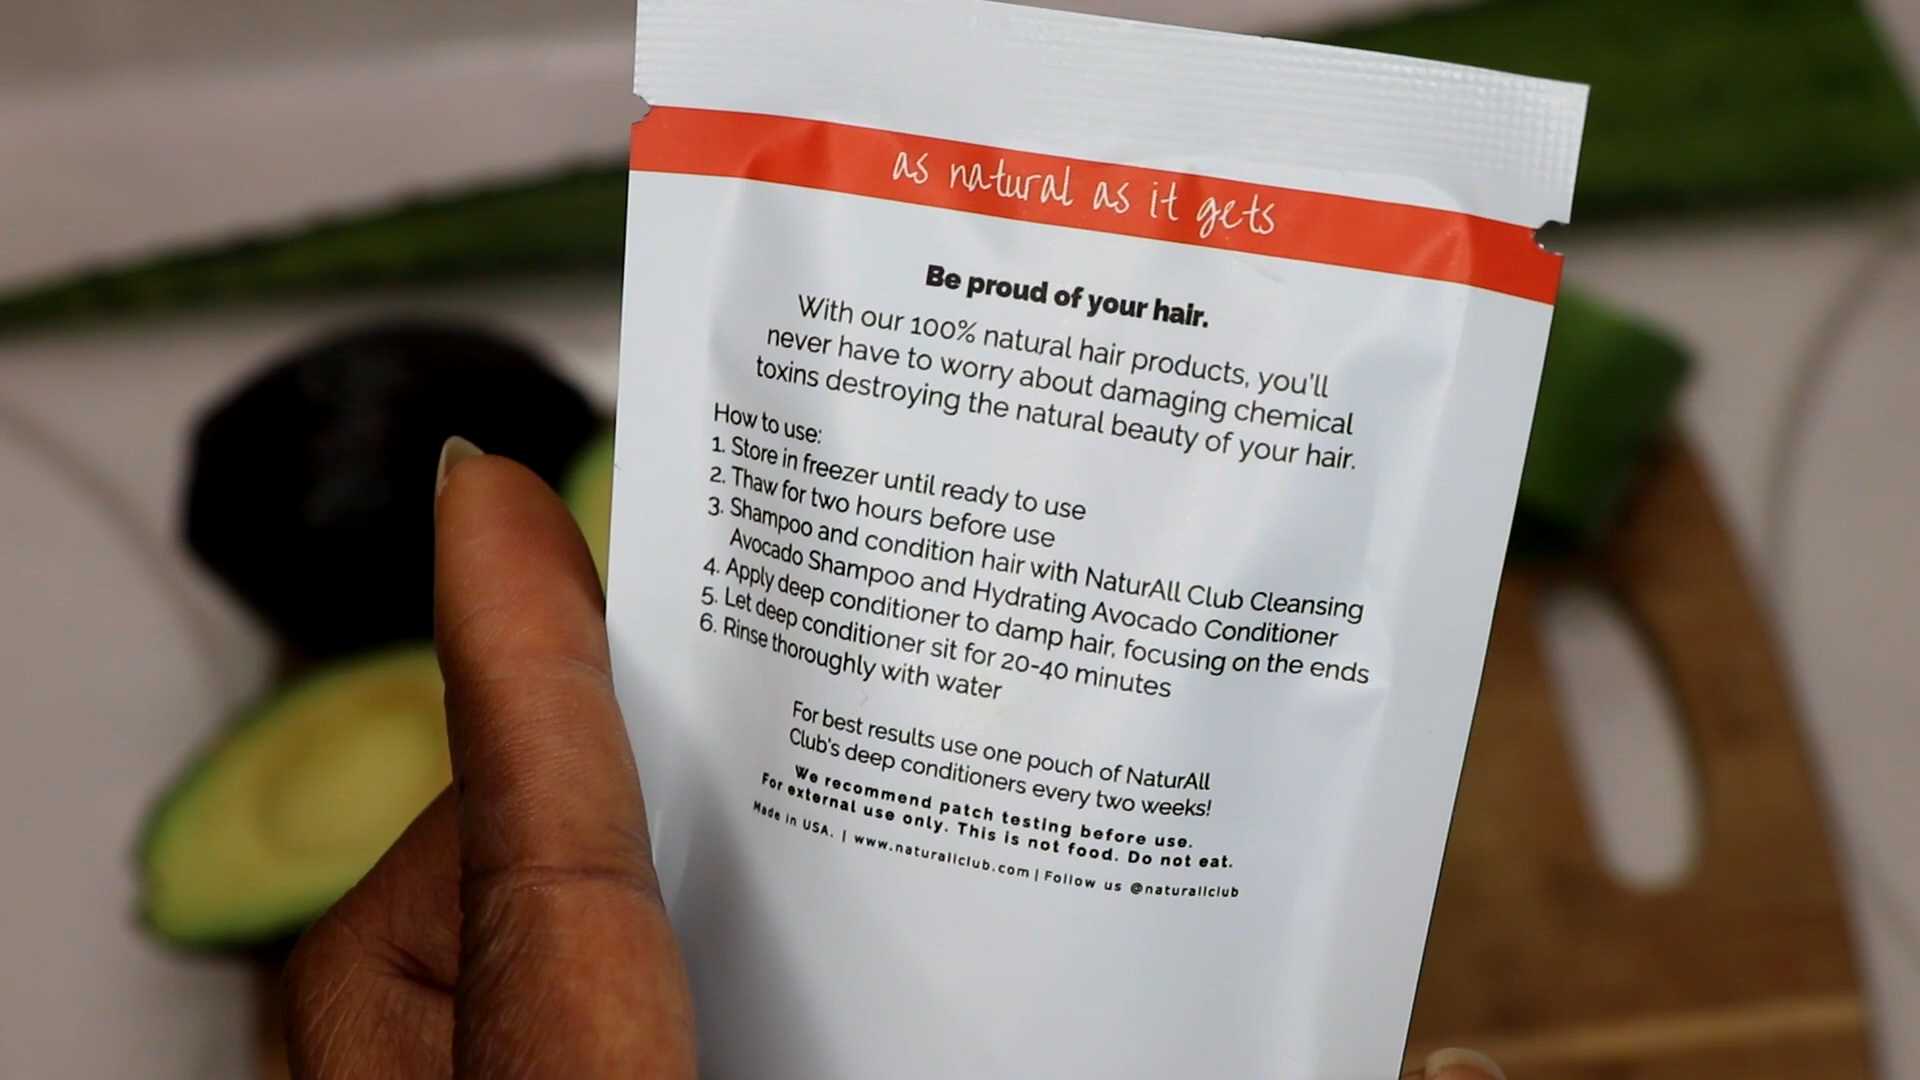 as natural as it gets
Be proud of your hair.
With our 100% natural hair products, you'll
never have to worry about damaging chemical
toxins destroying the natural beauty of your hair.
How to use:
1. Store in freezer until ready to use
2. Thaw for two hours before use
3. Shampoo and condition hair with NaturAll Club Cleansing
Avocado Shampoo and Hydrating Avocado Conditioner
4. Apply deep conditioner to damp hair, focusing on the ends
5. Let deep conditioner sit for 20-40 minutes
6. Rinse thoroughly with water
For best results use one pouch of NaturAll
Club's deep conditioners every two weeks!
We recommend patch testing before use.
For external use only. This is not food. Do not eat.
Made in USA. | www.naturallclub.com | Follow us @naturallclub